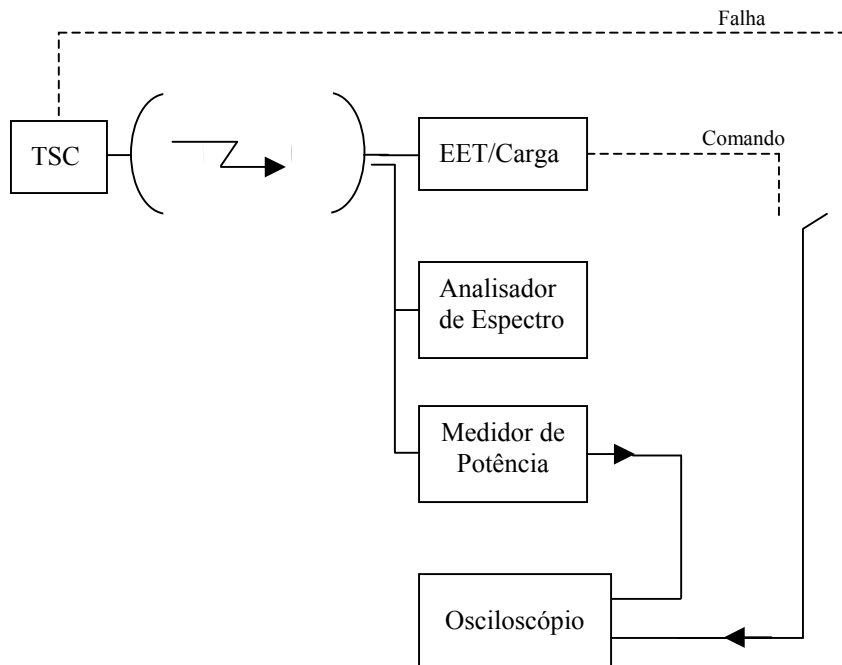 Falha
TSC
EET/Carga
Comando
Analisador
de Espectro
Medidor de
Potência
Osciloscópio